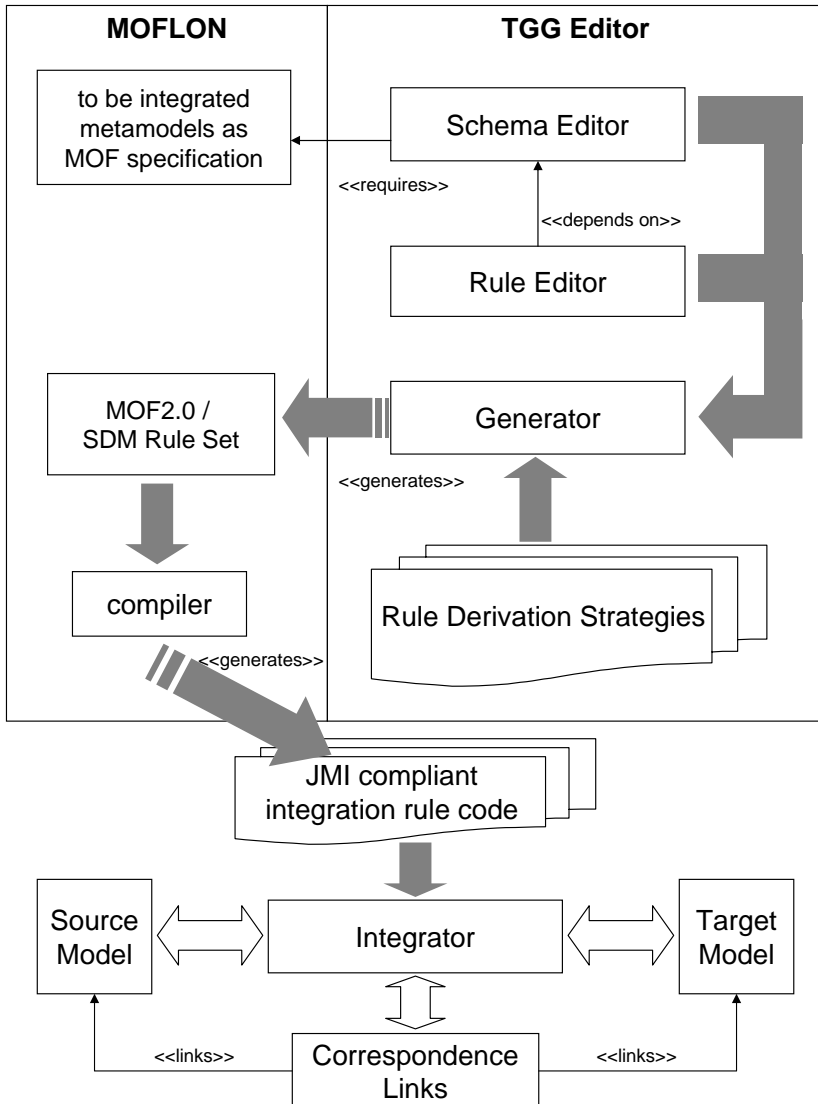 MOFLON
TGG Editor
to be integrated
metamodels as
MOF specification
Schema Editor
<<requires>>
<<depends on>>
Rule Editor
MOF2.0 /
SDM Rule Set
Generator
<<generates>>
compiler
Rule Derivation Strategies
<<generates>>
JMI compliant
integration rule code
Source
Model
Integrator
Target
Model
<<links>>
Correspondence
Links
<<links>>